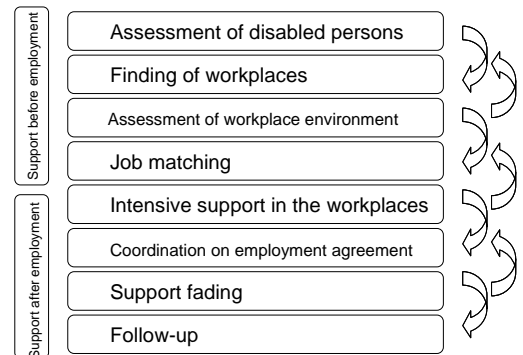 Support before employment
Assessment of disabled persons
Finding of workplaces
Assessment of workplace environment
Job matching
Support after employment
Intensive support in the workplaces
Coordination on employment agreement
Support fading
Follow-up